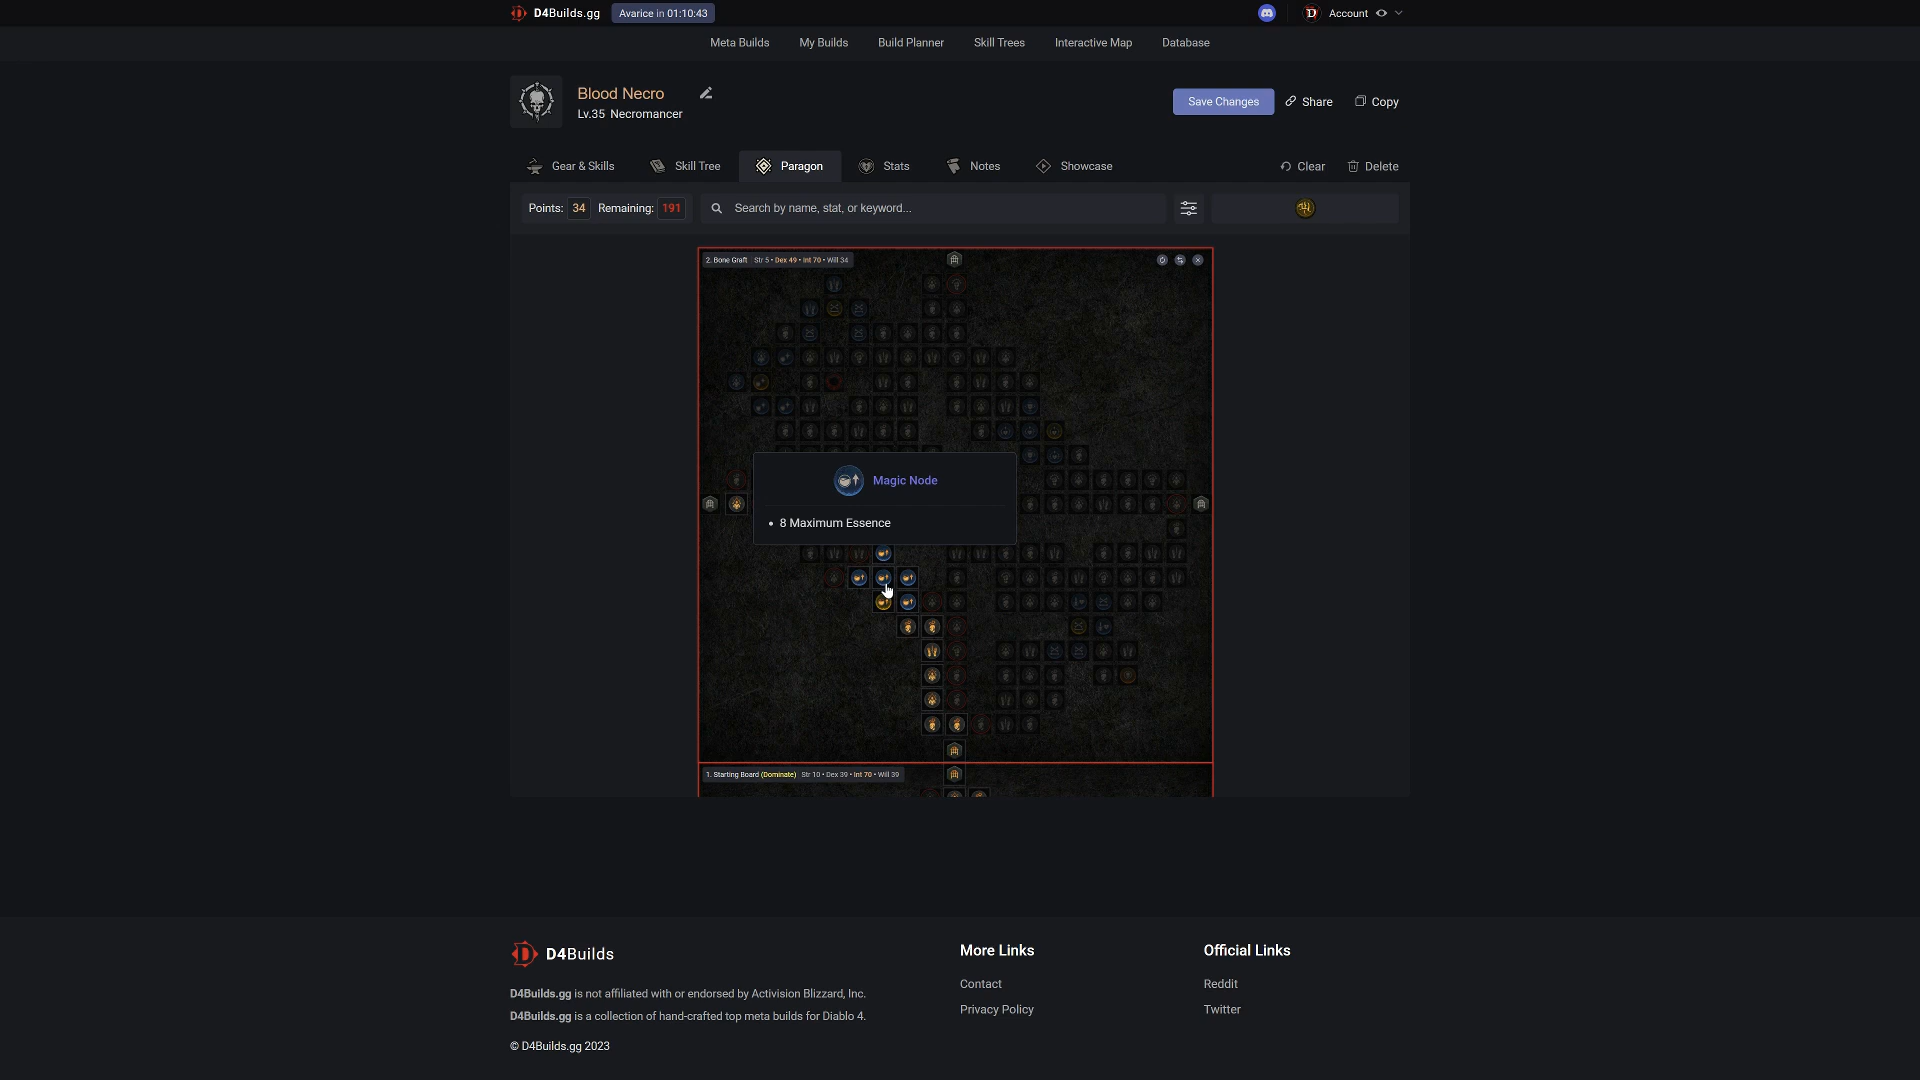 D4Builds.gg
Avarice in 01:10:43
Account
Meta Builds My Builds Build Planner Skill Trees Interactive Map Database
Blood Necro
Lv.35 Necromancer
Save Changes Share Copy
Gear & Skills Skill Tree Paragon Stats Notes Showcase Clear Delete
Points: 34 Remaining: 191 Search by name, stat, or keyword...
2. Bone Graft Str 5 • Dex 49 • Int 70 • Will 34
Magic Node
• 8 Maximum Essence
1. Starting Board (Dominate) Str 10 • Dex 39 • Int 70 • Will 39
D4Builds
D4Builds.gg is not affiliated with or endorsed by Activision Blizzard, Inc.
D4Builds.gg is a collection of hand-crafted top meta builds for Diablo 4.
© D4Builds.gg 2023
More Links
Contact
Privacy Policy
Official Links
Reddit
Twitter